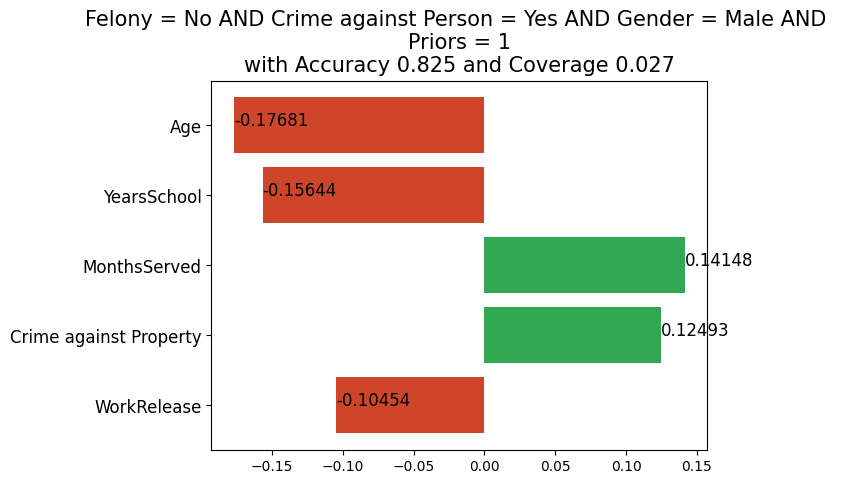 Felony = No AND Crime against Person = Yes AND Gender = Male AND
Priors = 1
with Accuracy 0.825 and Coverage 0.027
Age
-0.17681
YearsSchool
-0.15644
MonthsServed
0.14148
Crime against Property
0.12493
WorkRelease
-0.10454
−0.15
−0.10
−0.05
0.00
0.05
0.10
0.15